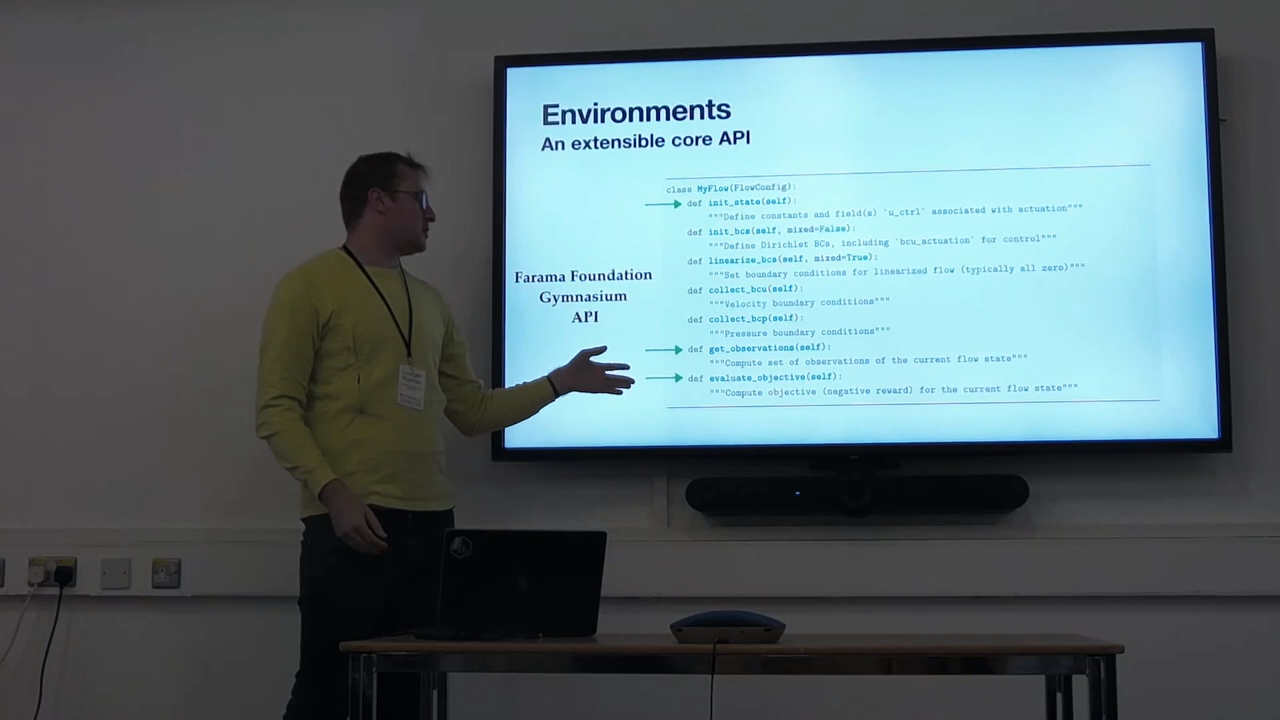 Environments
An extensible core API
class MyFlow(FlowConfig):
def init_state(self):
"""Define constants and field(s) `u_ctrl` associated with actuation"""
def init_bcs(self, mixed=False):
"""Define Dirichlet BCs, including `bcu_actuation` for control"""
def linearize_bcs(self, mixed=True):
"""Set boundary conditions for linearized flow (typically all zero)"""
def collect_bcu(self):
"""Velocity boundary conditions"""
def collect_bcp(self):
"""Pressure boundary conditions"""
def get_observations(self):
"""Compute set of observations of the current flow state"""
def evaluate_objective(self):
"""Compute objective (negative reward) for the current flow state"""
Farama Foundation
Gymnasium
API